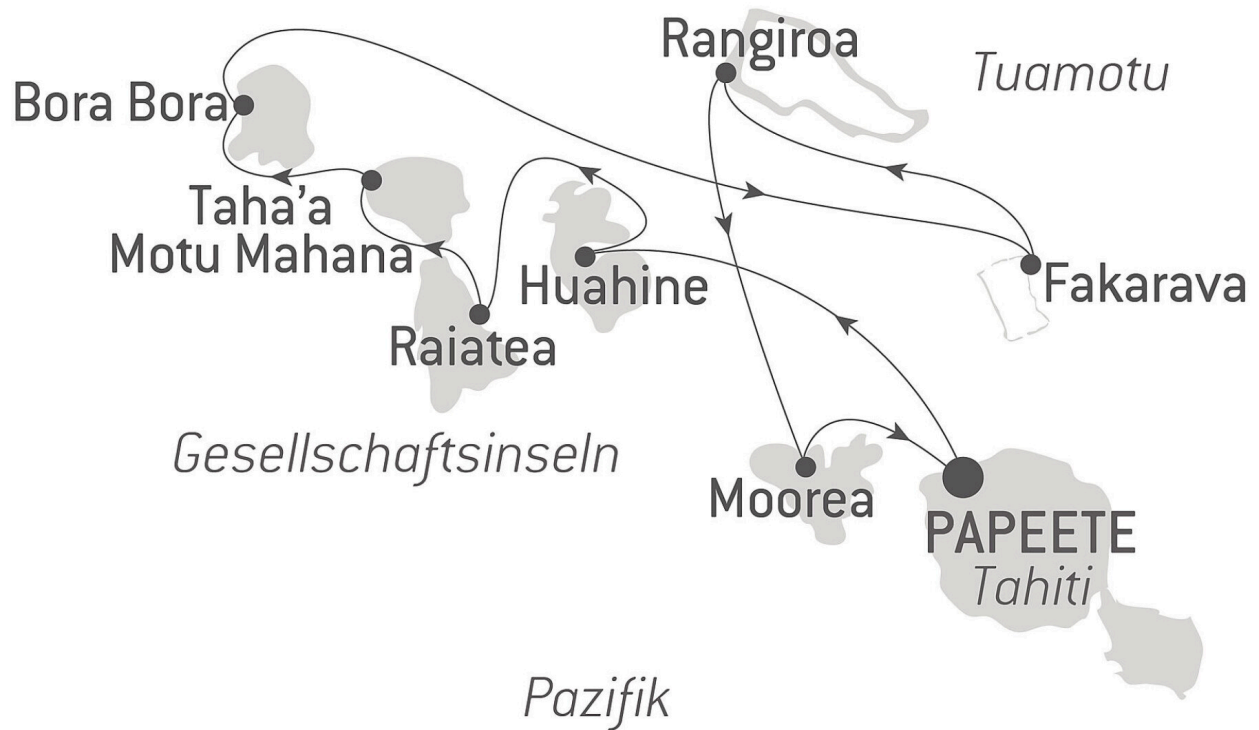 Rangiroa
Tuamotu
Bora Bora
Taha’a
Motu Mahana
Huahine
Fakarava
Raiatea
Gesellschaftsinseln
Moorea
PAPEETE
Tahiti
Pazifik